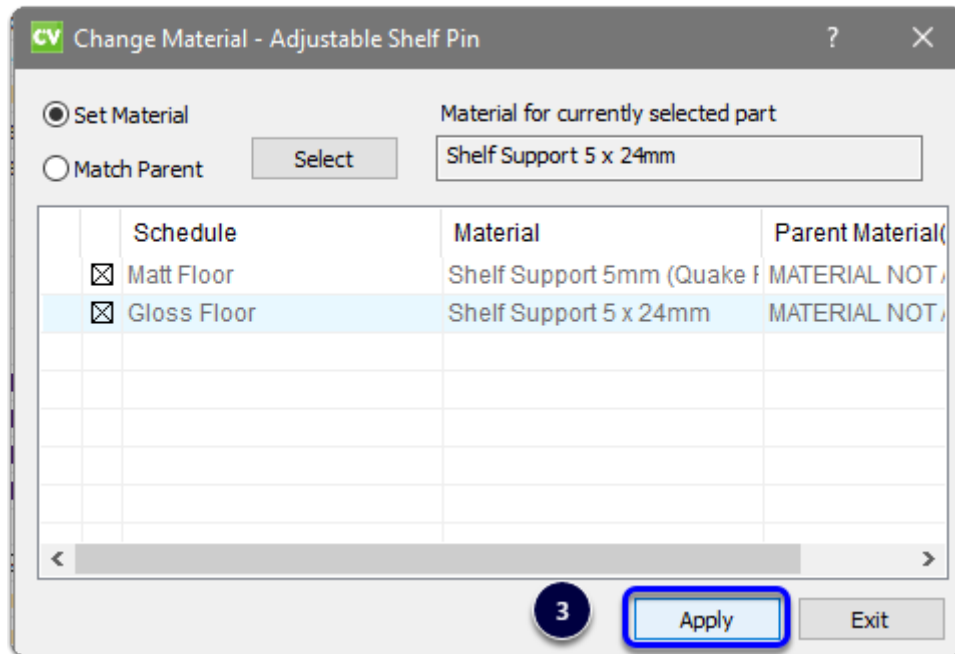 CV Change Material - Adjustable Shelf Pin ?
Set Material
Material for currently selected part
Match Parent
Select
Shelf Support 5 x 24mm
Schedule Material Parent Material(
Matt Floor Shelf Support 5mm (Quake MATERIAL NOT
Gloss Floor Shelf Support 5 x 24mm MATERIAL NOT
3 Apply Exit